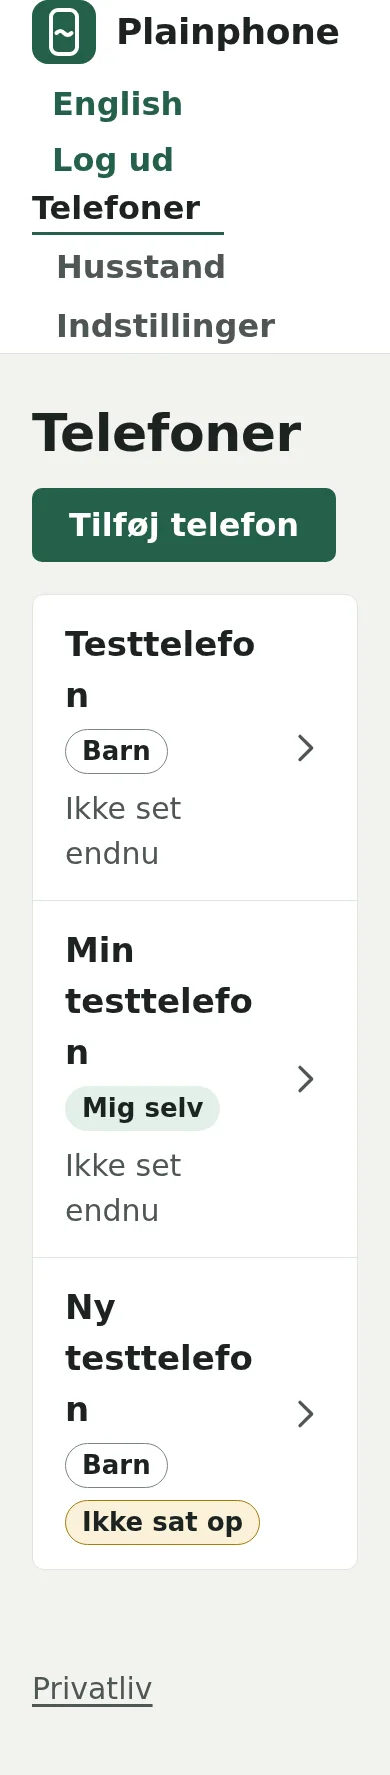 Plainphone
English
Log ud
Telefoner
Husstand
Indstillinger
Telefoner
Tilføj telefon
Testtelefo
n
Barn
Ikke set
endnu
Min
testtelefo
n
Mig selv
Ikke set
endnu
Ny
testtelefo
n
Barn
Ikke sat op
Privatliv